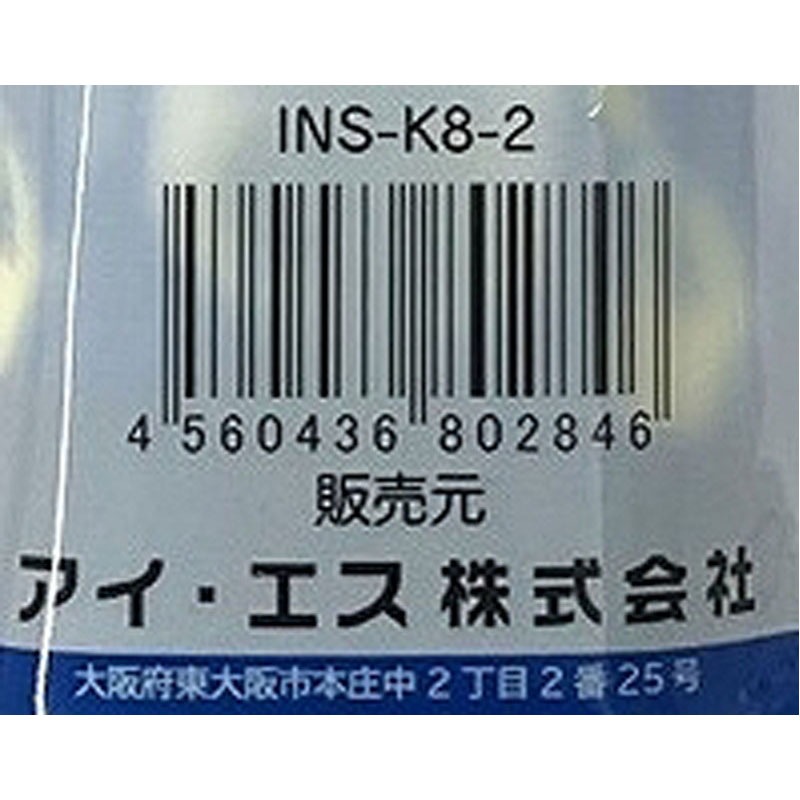 INS-K8-2
4 560436 802846
販売元
アイ・エス株式会社
大阪府東大阪市本庄中2丁目2番25号